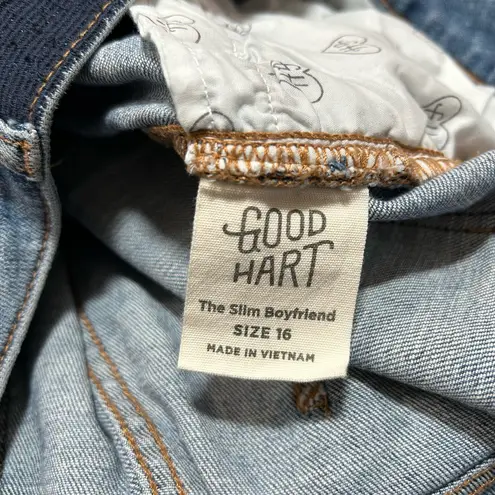 GOOD
HART
The Slim Boyfriend
SIZE 16
MADE IN VIETNAM